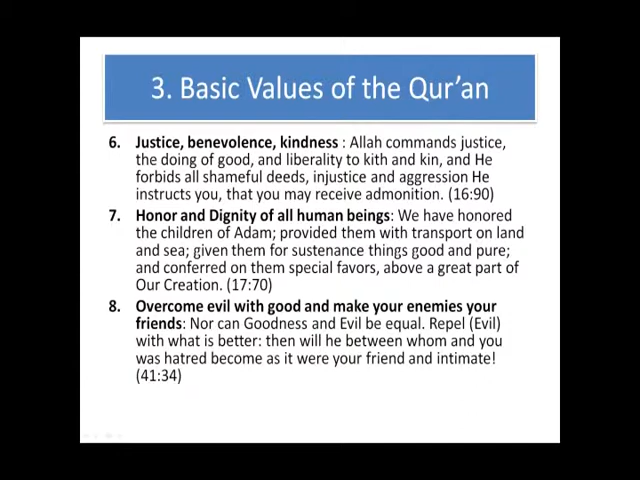 3. Basic Values of the Qur’an
6. Justice, benevolence, kindness : Allah commands justice,
the doing of good, and liberality to kith and kin, and He
forbids all shameful deeds, injustice and aggression He
instructs you, that you may receive admonition. (16:90)
7. Honor and Dignity of all human beings: We have honored
the children of Adam; provided them with transport on land
and sea; given them for sustenance things good and pure;
and conferred on them special favors, above a great part of
Our Creation. (17:70)
8. Overcome evil with good and make your enemies your
friends: Nor can Goodness and Evil be equal. Repel (Evil)
with what is better: then will he between whom and you
was hatred become as it were your friend and intimate!
(41:34)